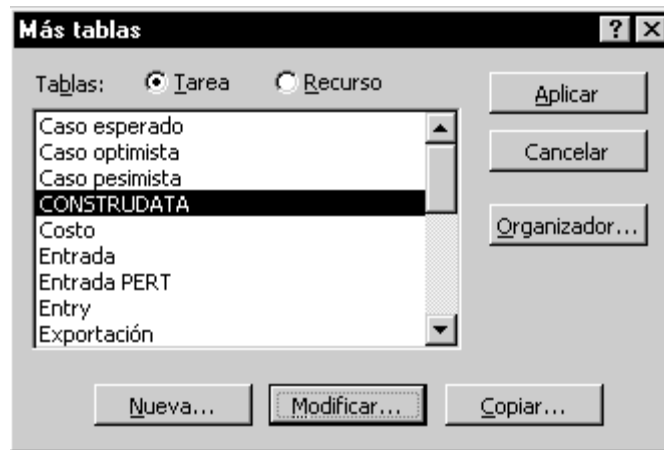 Más tablas
Tablas: Tarea Recurso
Caso esperado
Caso optimista
Caso pesimista
CONSTRUDATA
Costo
Entrada
Entrada PERT
Entry
Exportación
Aplicar
Cancelar
Organizador...
Nueva... Modificar... Copiar...